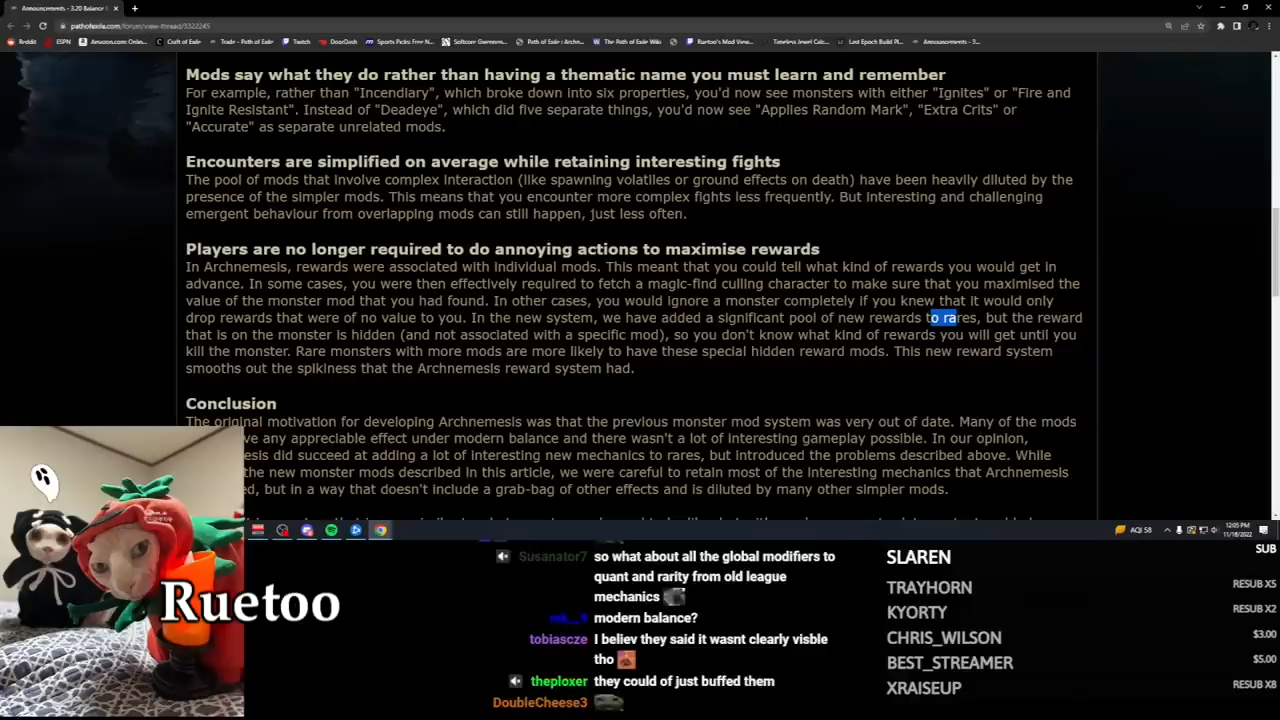 Announcements - 3.20 Balance
pathofexile.com/forum/view-thread/3322245
Reddit ESPN Amazon.com: Onlin... Craft of Exile Trade - Path of Exile Twitch DoorDash Sports Picks: Free N... Path of Exile : Archn... The Path of Exile Wiki Ruetoo's Mod View... Timeless Jewel Calc... Last Epoch Build Pl... Announcements - 3...
Mods say what they do rather than having a thematic name you must learn and remember
For example, rather than "Incendiary", which broke down into six properties, you'd now see monsters with either "Ignites" or "Fire and
Ignite Resistant". Instead of "Deadeye", which did five separate things, you'd now see "Applies Random Mark", "Extra Crits" or
"Accurate" as separate unrelated mods.
Encounters are simplified on average while retaining interesting fights
The pool of mods that involve complex interaction (like spawning volatiles or ground effects on death) have been heavily diluted by the
presence of the simpler mods. This means that you encounter more complex fights less frequently. But interesting and challenging
emergent behaviour from overlapping mods can still happen, just less often.
Players are no longer required to do annoying actions to maximise rewards
In Archnemesis, rewards were associated with individual mods. This meant that you could tell what kind of rewards you would get in
advance. In some cases, you were then effectively required to fetch a magic-find culling character to make sure that you maximised the
value of the monster mod that you had found. In other cases, you would ignore a monster completely if you knew that it would only
drop rewards that were of no value to you. In the new system, we have added a significant pool of new rewards to rares, but the reward
that is on the monster is hidden (and not associated with a specific mod), so you don't know what kind of rewards you will get until you
kill the monster. Rare monsters with more mods are more likely to have these special hidden reward mods. This new reward system
smooths out the spikiness that the Archnemesis reward system had.
Conclusion
The original motivation for developing Archnemesis was that the previous monster mod system was very out of date. Many of the mods
ve any appreciable effect under modern balance and there wasn't a lot of interesting gameplay possible. In our opinion,
esis did succeed at adding a lot of interesting new mechanics to rares, but introduced the problems described above. While
the new monster mods described in this article, we were careful to retain most of the interesting mechanics that Archnemesis
ed, but in a way that doesn't include a grab-bag of other effects and is diluted by many other simpler mods.
AQI 58
12:05 PM
11/18/2022
Ruetoo
Susanator7 so what about all the global modifiers to
quant and rarity from old league
mechanics
modern balance?
tobiascze I believe they said it wasnt clearly visble
tho
theploxer they could of just buffed them
DoubleCheese3
SLAREN SUB
TRAYHORN RESUB X5
KYORTY RESUB X2
CHRIS_WILSON $3.00
BEST_STREAMER $5.00
XRAISEUP RESUB X8